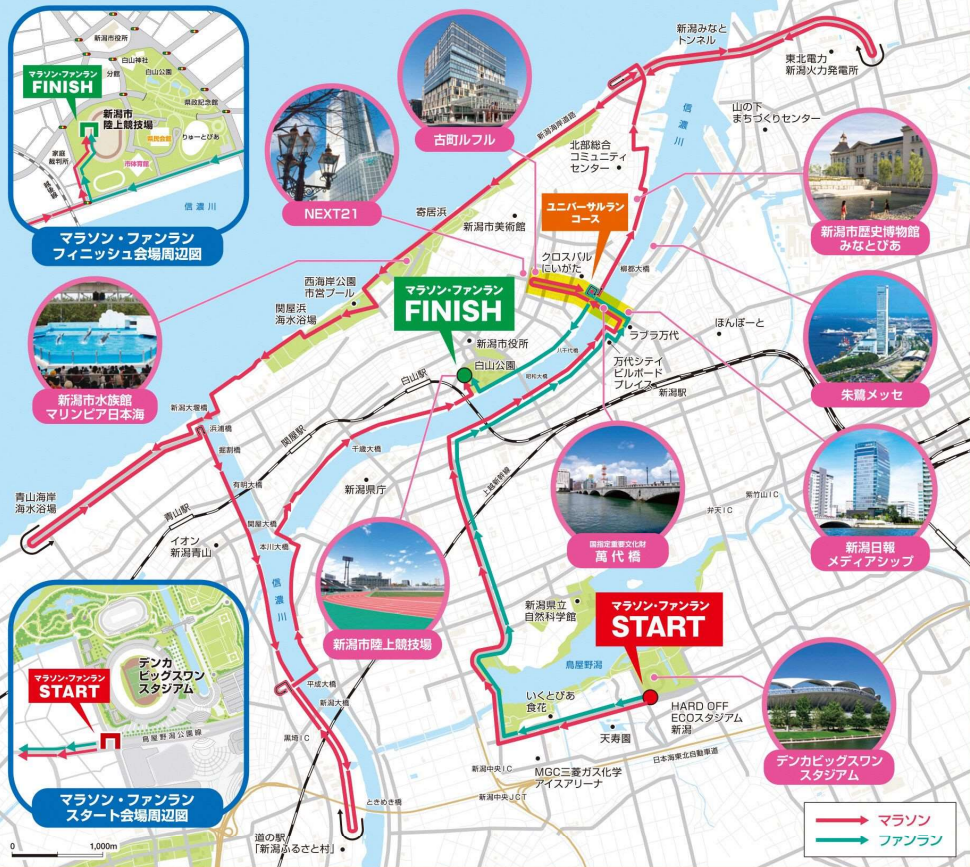 新潟市役所
白山神社
分館
白山公園
マラソン・ファンラン
FINISH
県政記念館
新潟市
陸上競技場
県民会館
りゅーとぴあ
家庭
裁判所
市体育館
越後線
信濃川
マラソン・ファンラン
フィニッシュ会場周辺図
NEXT21
古町ルフル
新潟みなと
トンネル
東北電力
新潟火力発電所
新潟海岸道路
信濃川
山の下
まちづくりセンター
北部総合
コミュニティ
センター
寄居浜
新潟市美術館
ユニバーサルラン
コース
新潟市歴史博物館
みなとぴあ
クロスパル
にいがた
柳都大橋
西海岸公園
市営プール
マラソン・ファンラン
FINISH
関屋浜
海水浴場
新潟市役所
白山公園
八千代橋
昭和大橋
ラブラ万代
ほんぽーと
万代シテイ
ビルボード
プレイス
新潟駅
朱鷺メッセ
新潟市水族館
マリンピア日本海
白山駅
新潟大堰橋
浜浦橋
関屋駅
堀割橋
千歳大橋
上越新幹線
有明大橋
新潟県庁
青山海岸
海水浴場
青山駅
関屋大橋
イオン
新潟青山
本川大橋
国指定重要文化財
萬代橋
紫竹山IC
弁天IC
新潟日報
メディアシップ
信濃川
新潟市陸上競技場
新潟県立
自然科学館
マラソン・ファンラン
START
鳥屋野潟
デンカ
ビッグスワン
スタジアム
マラソン・ファンラン
START
鳥屋野潟公園線
平成大橋
新潟大橋
いくとぴあ
食花
HARD OFF
ECOスタジアム
新潟
天寿園
黒埼IC
日本海東北自動車道
デンカビッグスワン
スタジアム
新潟中央IC
MGC三菱ガス化学
アイスアリーナ
新潟中央JCT
マラソン・ファンラン
スタート会場周辺図
ときめき橋
道の駅
「新潟ふるさと村」
0 1,000m
マラソン
ファンラン